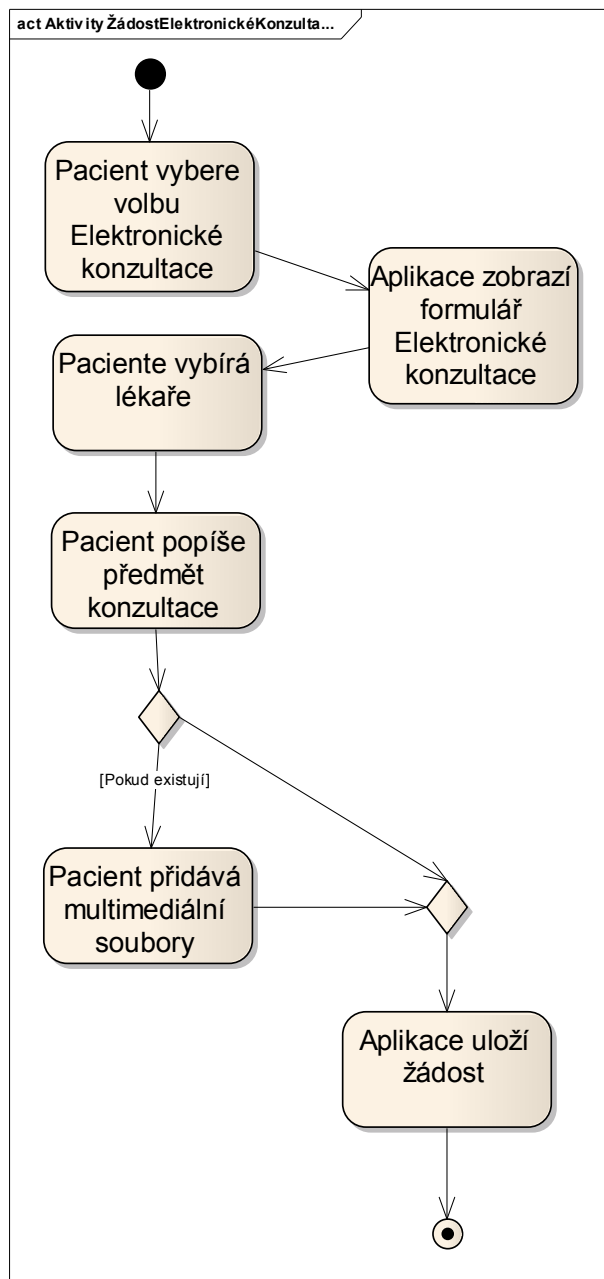 act Aktivity ŽádostElektronickéKonzulta...
Pacient vybere
volbu
Elektronické
konzultace
Aplikace zobrazí
formulář
Elektronické
konzultace
Paciente vybírá
lékaře
Pacient popíše
předmět
konzultace
[Pokud existují]
Pacient přidává
multimediální
soubory
Aplikace uloží
žádost